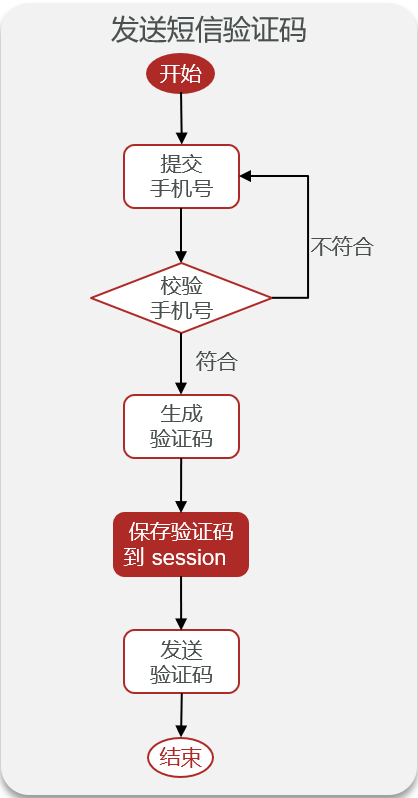 发送短信验证码
开始
提交
手机号
不符合
校验
手机号
符合
生成
验证码
保存验证码
到 session
发送
验证码
结束